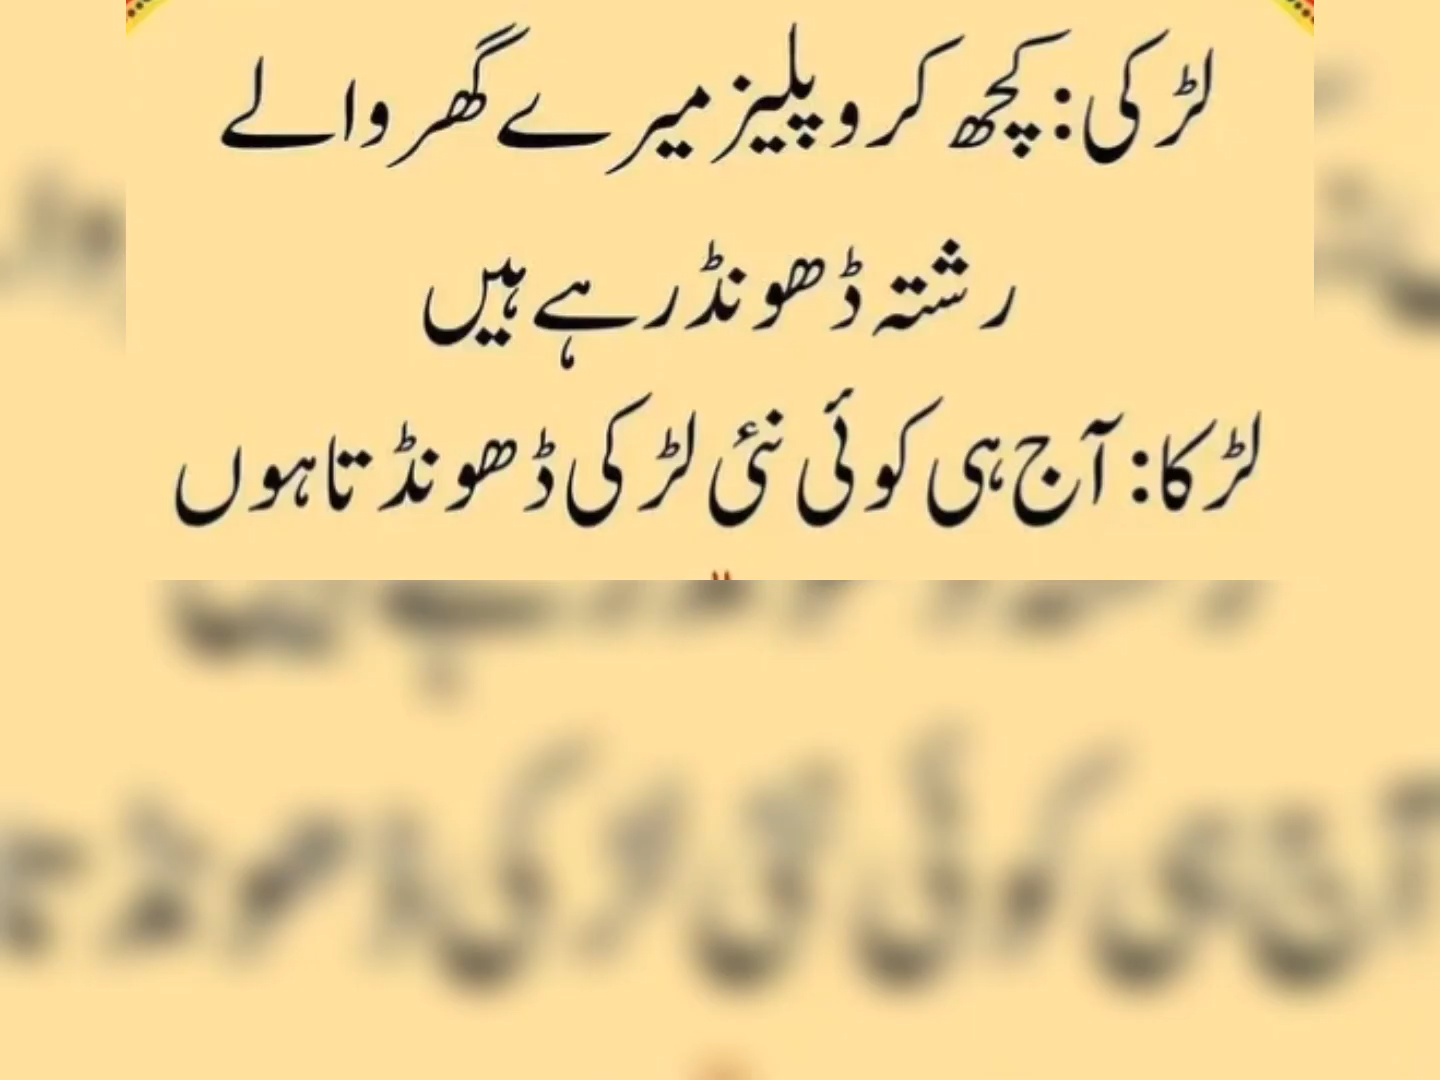 لڑکی: کچھ کرو پلیز میرے گھر والے
رشتہ ڈھونڈ رہے ہیں
لڑکا: آج ہی کوئی نئی لڑکی ڈھونڈتا ہوں